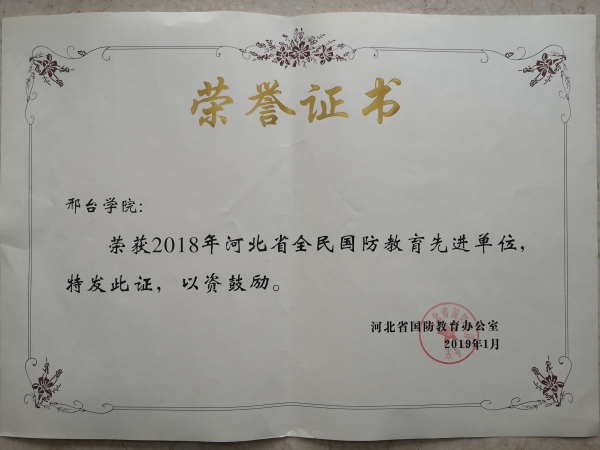 荣誉证书
邢台学院：
荣获2018年河北省全民国防教育先进单位，
特发此证，以资鼓励。
河北省国防教育办公室
2019年1月